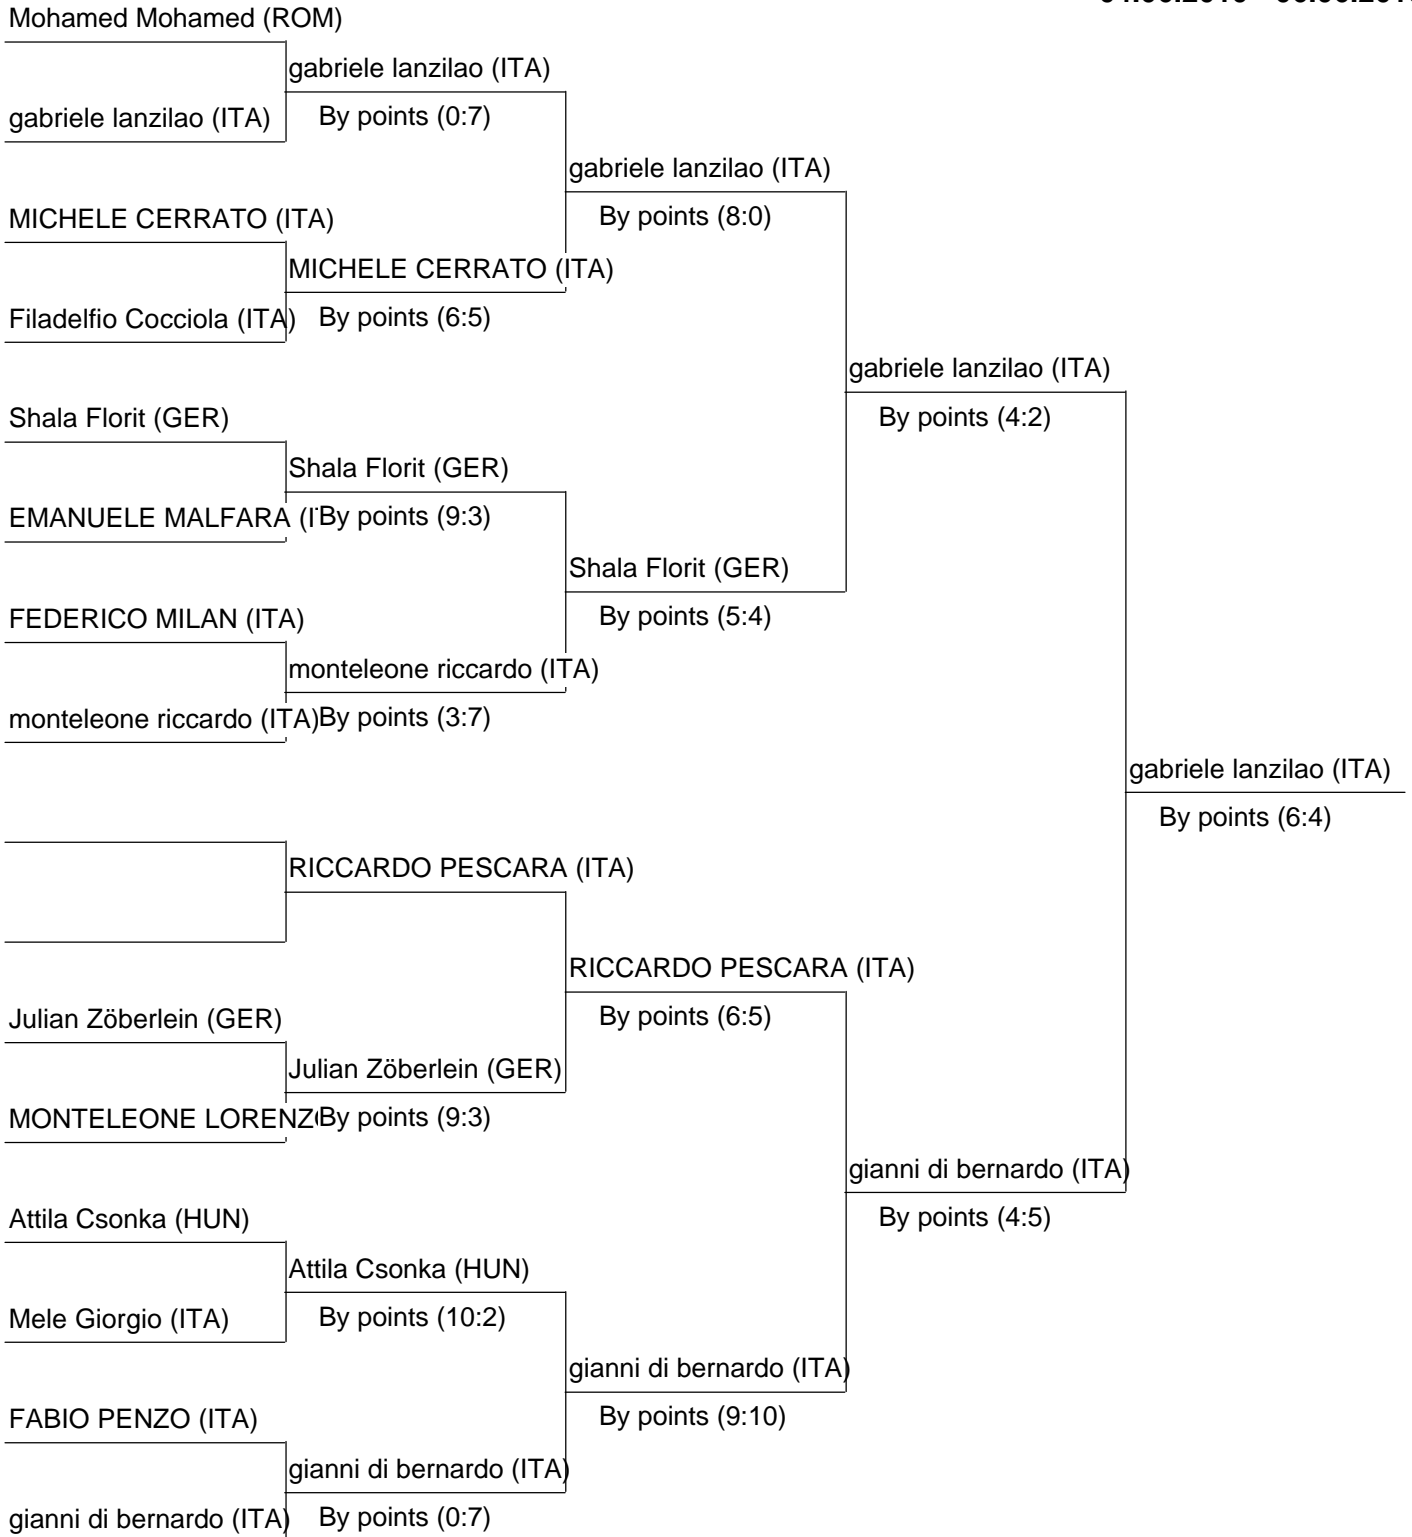 Mohamed Mohamed (ROM)
gabriele lanzilao (ITA)
gabriele lanzilao (ITA)
By points (0:7)
gabriele lanzilao (ITA)
MICHELE CERRATO (ITA)
By points (8:0)
MICHELE CERRATO (ITA)
Filadelfio Cocciola (ITA)
By points (6:5)
gabriele lanzilao (ITA)
Shala Florit (GER)
By points (4:2)
Shala Florit (GER)
EMANUELE MALFARA
By points (9:3)
Shala Florit (GER)
FEDERICO MILAN (ITA)
By points (5:4)
monteleone riccardo (ITA)
monteleone riccardo (ITA)
By points (3:7)
gabriele lanzilao (ITA)
By points (6:4)
RICCARDO PESCARA (ITA)
RICCARDO PESCARA (ITA)
Julian Zöberlein (GER)
By points (6:5)
Julian Zöberlein (GER)
MONTELEONE
By points (9:3)
gianni di bernardo (ITA)
Attila Csonka (HUN)
By points (4:5)
Attila Csonka (HUN)
Mele Giorgio (ITA)
By points (10:2)
gianni di bernardo (ITA)
FABIO PENZO (ITA)
By points (9:10)
gianni di bernardo (ITA)
gianni di bernardo (ITA)
By points (0:7)